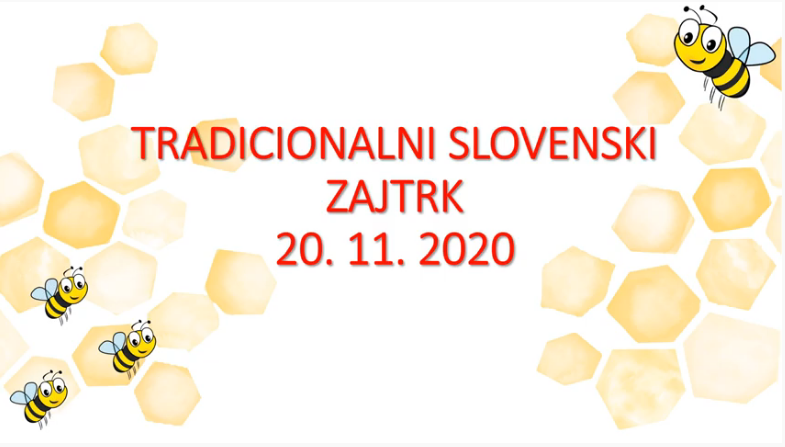 TRADICIONALNI SLOVENSKI
ZAJTRK
20. 11. 2020